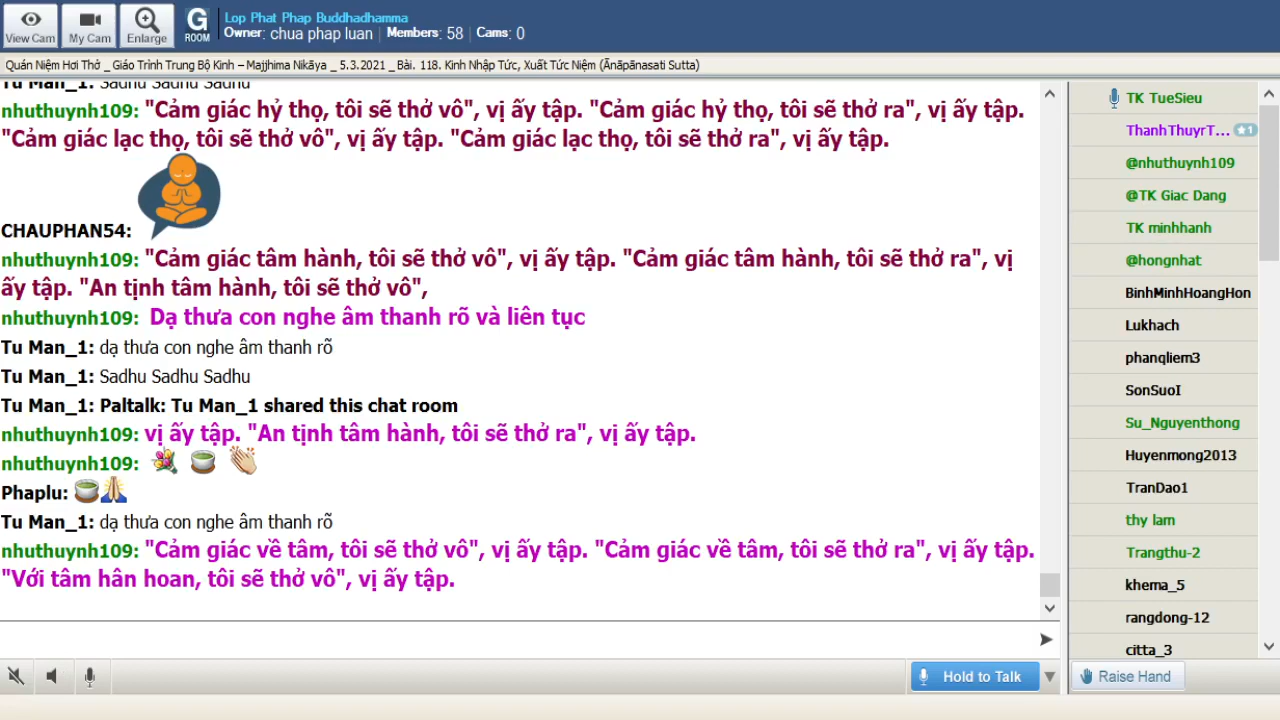 View Cam
My Cam
Enlarge
G
ROOM
Lop Phat Phap Buddhadhamma
Owner: chua phap luan | Members: 58 | Cams: 0
Quán Niệm Hơi Thở _ Giáo Trình Trung Bộ Kinh – Majjhima Nikāya _ 5.3.2021 _ Bài. 118. Kinh Nhập Tức, Xuất Tức Niệm (Ānāpānasati Sutta)
Tu Man_1: Sadhu Sadhu Sadhu
nhuthuynh109: "Cảm giác hỷ thọ, tôi sẽ thở vô", vị ấy tập. "Cảm giác hỷ thọ, tôi sẽ thở ra", vị ấy tập.
"Cảm giác lạc thọ, tôi sẽ thở vô", vị ấy tập. "Cảm giác lạc thọ, tôi sẽ thở ra", vị ấy tập.
CHAUPHAN54:
nhuthuynh109: "Cảm giác tâm hành, tôi sẽ thở vô", vị ấy tập. "Cảm giác tâm hành, tôi sẽ thở ra", vị
ấy tập. "An tịnh tâm hành, tôi sẽ thở vô",
nhuthuynh109: Dạ thưa con nghe âm thanh rõ và liên tục
Tu Man_1: dạ thưa con nghe âm thanh rõ
Tu Man_1: Sadhu Sadhu Sadhu
Tu Man_1: Paltalk: Tu Man_1 shared this chat room
nhuthuynh109: vị ấy tập. "An tịnh tâm hành, tôi sẽ thở ra", vị ấy tập.
nhuthuynh109:
Phaplu:
Tu Man_1: dạ thưa con nghe âm thanh rõ
nhuthuynh109: "Cảm giác về tâm, tôi sẽ thở vô", vị ấy tập. "Cảm giác về tâm, tôi sẽ thở ra", vị ấy tập.
"Với tâm hân hoan, tôi sẽ thở vô", vị ấy tập.
Hold to Talk
TK TueSieu
ThanhThuyrT... 1
@nhuthuynh109
@TK Giac Dang
TK minhhanh
@hongnhat
BinhMinhHoangHon
Lukhach
phanqliem3
SonSuoI
Su_Nguyenthong
Huyenmong2013
TranDao1
thy lam
Trangthu-2
khema_5
rangdong-12
citta_3
Raise Hand